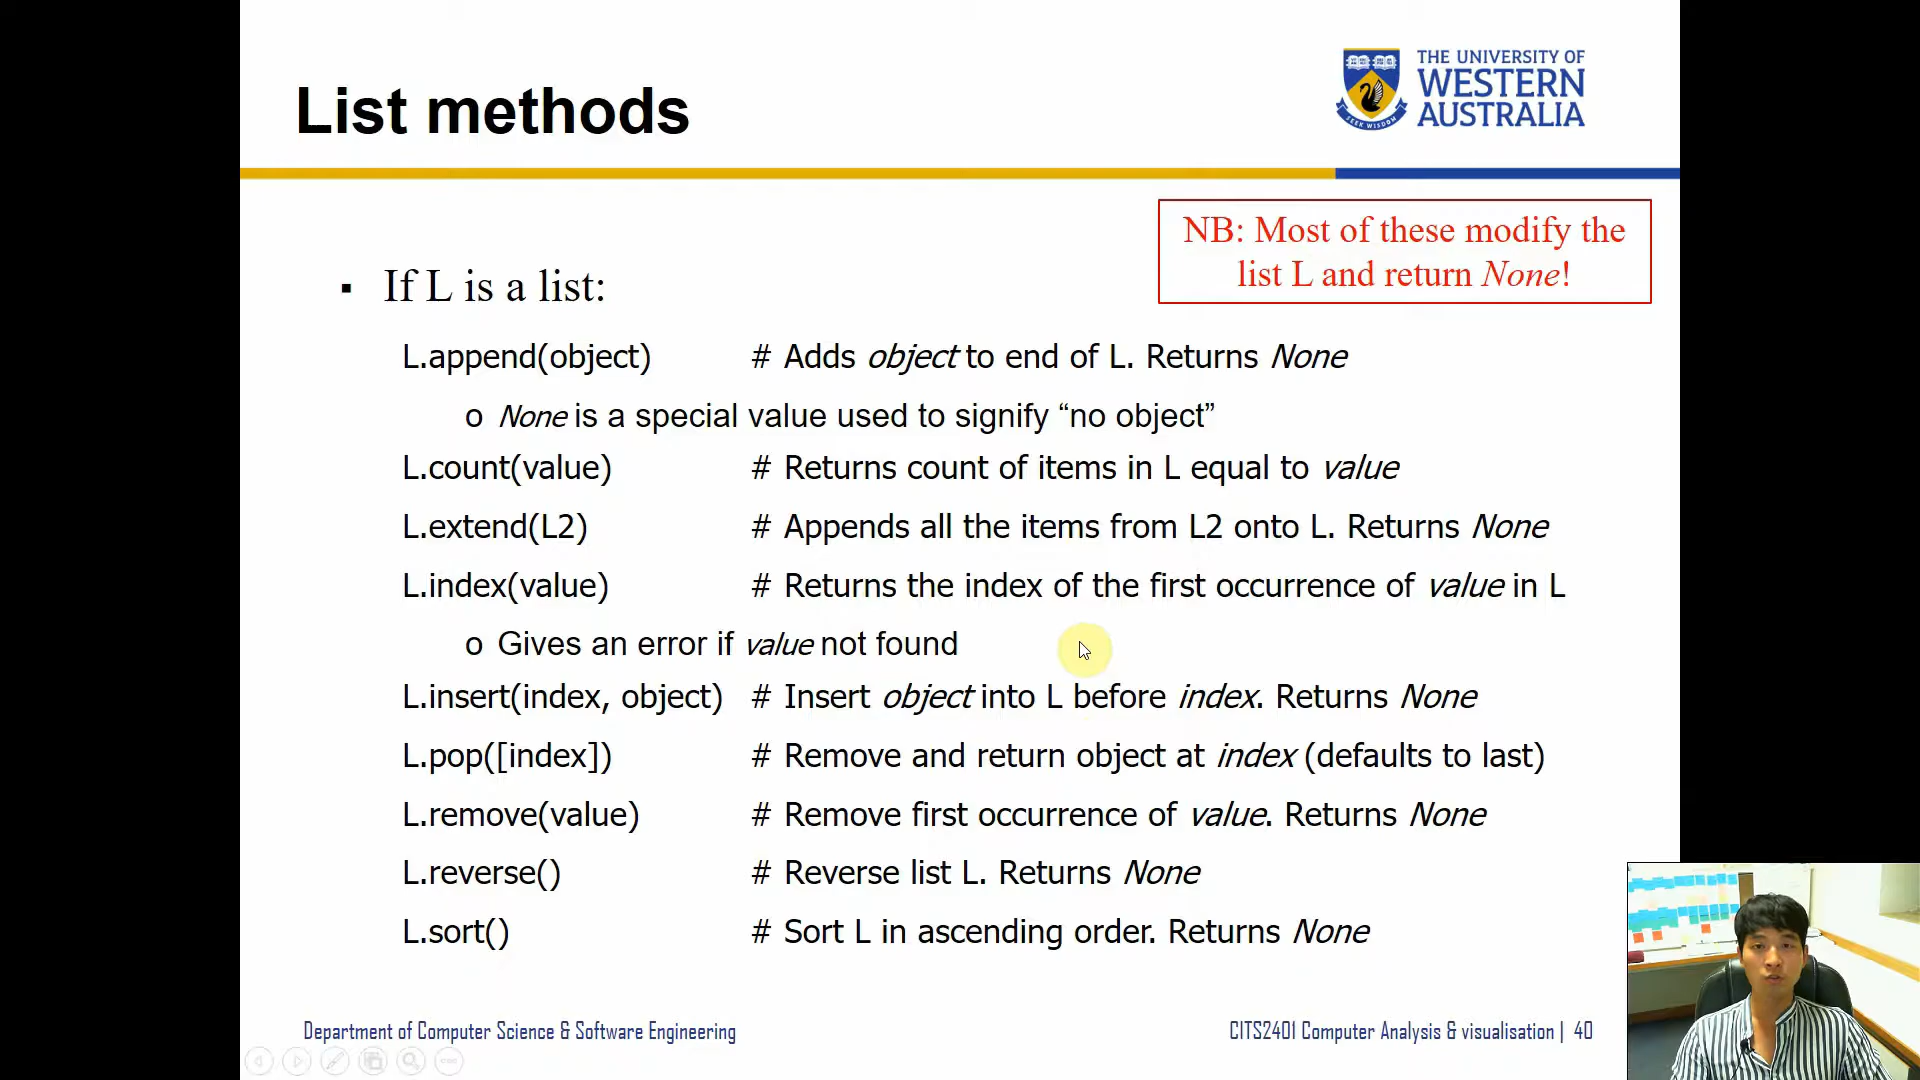 THE UNIVERSITY OF
WESTERN
AUSTRALIA
SEEK WISDOM
List methods
NB: Most of these modify the
list L and return None!
▪ If L is a list:
L.append(object) # Adds object to end of L. Returns None
o None is a special value used to signify “no object”
L.count(value) # Returns count of items in L equal to value
L.extend(L2) # Appends all the items from L2 onto L. Returns None
L.index(value) # Returns the index of the first occurrence of value in L
o Gives an error if value not found
L.insert(index, object) # Insert object into L before index. Returns None
L.pop([index]) # Remove and return object at index (defaults to last)
L.remove(value) # Remove first occurrence of value. Returns None
L.reverse() # Reverse list L. Returns None
L.sort() # Sort L in ascending order. Returns None
Department of Computer Science & Software Engineering
CITS2401 Computer Analysis & visualisation | 40